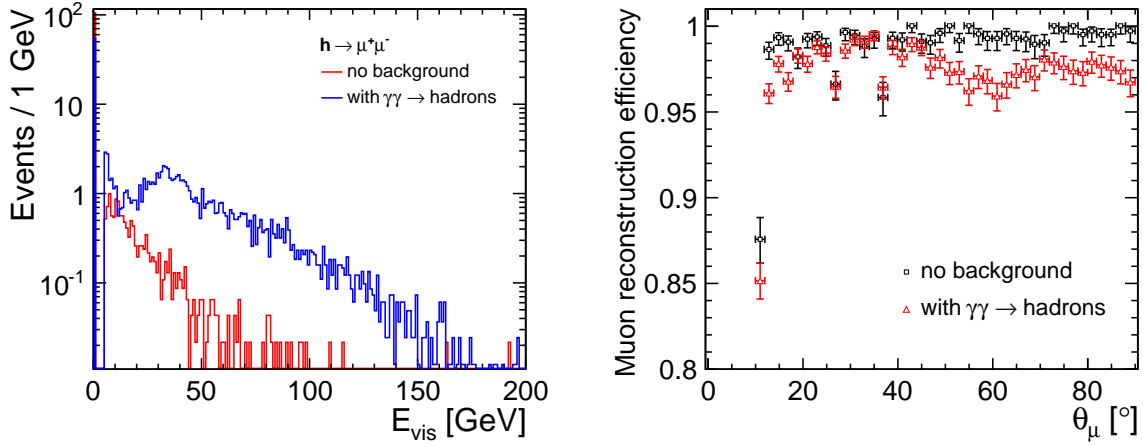 Events / 1 GeV
10²
10
1
10⁻¹
h → μ⁺μ⁻
no background
with γγ → hadrons
0 50 100 150 200
E_vis [GeV]
Muon reconstruction efficiency
1
0.95
0.9
0.85
0.8
no background
with γγ → hadrons
0 20 40 60 80
θ_μ [°]